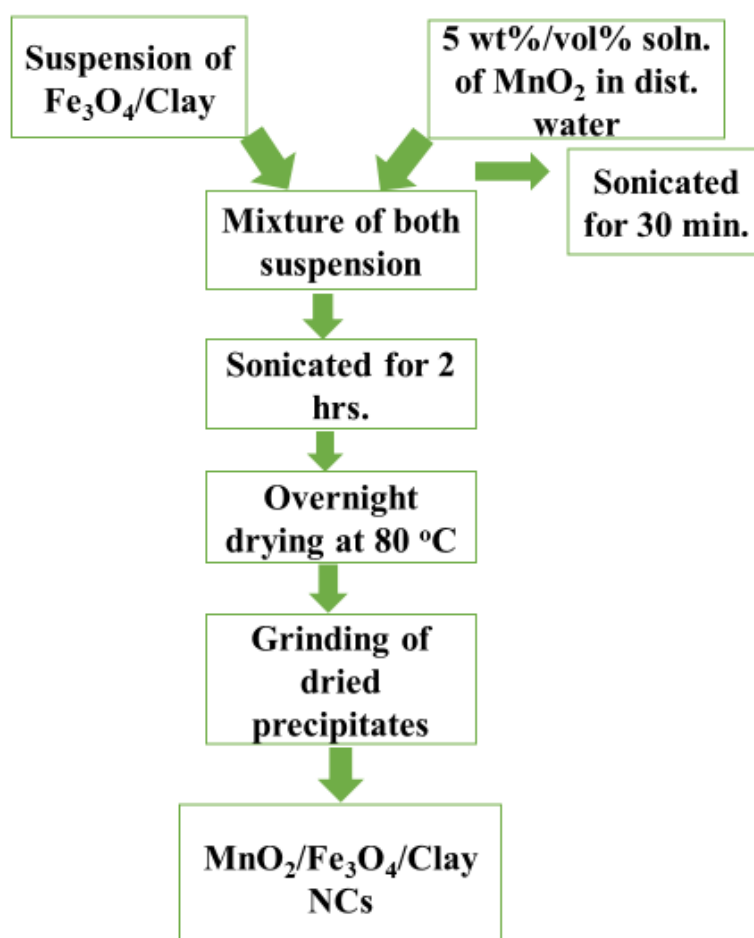 Suspension of
Fe₃O₄/Clay
5 wt%/vol% soln.
of MnO₂ in dist.
water
Sonicated
for 30 min.
Mixture of both
suspension
Sonicated for 2
hrs.
Overnight
drying at 80 °C
Grinding of
dried
precipitates
MnO₂/Fe₃O₄/Clay
NCs